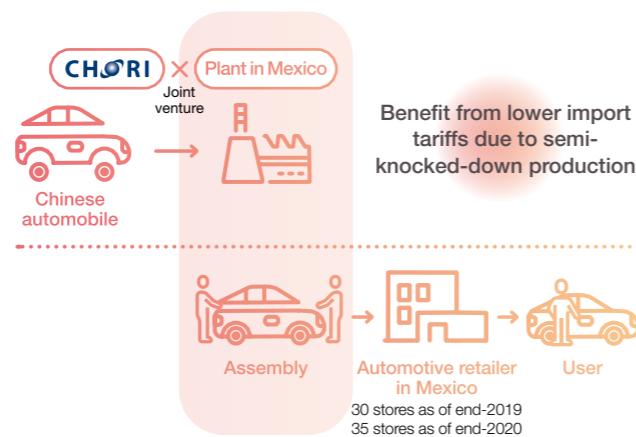 CHORI × Plant in Mexico
Joint
venture
Chinese
automobile
Benefit from lower import
tariffs due to semi-
knocked-down production
Assembly
Automotive retailer
in Mexico
30 stores as of end-2019
35 stores as of end-2020
User